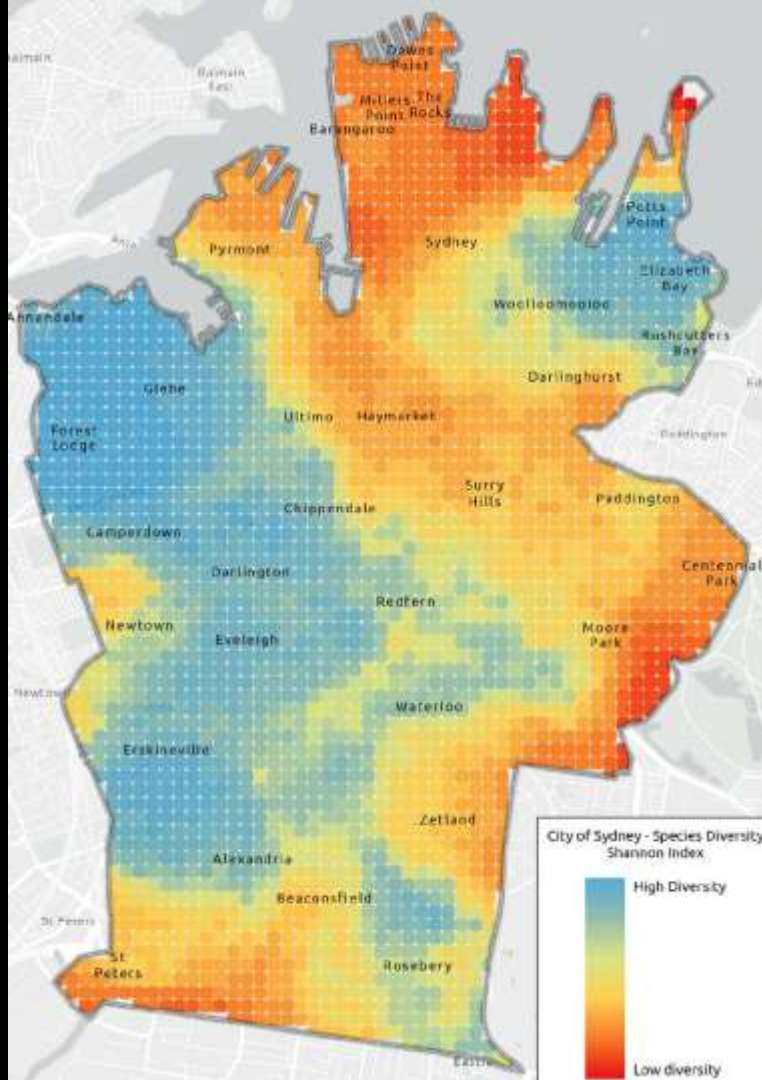 Dawes
Point
Balmain
Balmain
East
Millers
Point
The
Rocks
Barangaroo
Potts
Point
Pyrmont
Sydney
Elizabeth
Bay
Woolloomooloo
Annandale
Rushcutters
Bay
Darlinghurst
Glebe
Ultimo
Haymarket
Forest
Lodge
Paddington
Surry
Hills
Paddington
Chippendale
Camperdown
Centennial
Park
Darlington
Redfern
Newtown
Eveleigh
Moore
Park
Newtown
Waterloo
Erskineville
Zetland
City of Sydney - Species Diversity
Shannon Index
Alexandria
High Diversity
Beaconsfield
St Peters
St
Peters
Rosebery
Low diversity